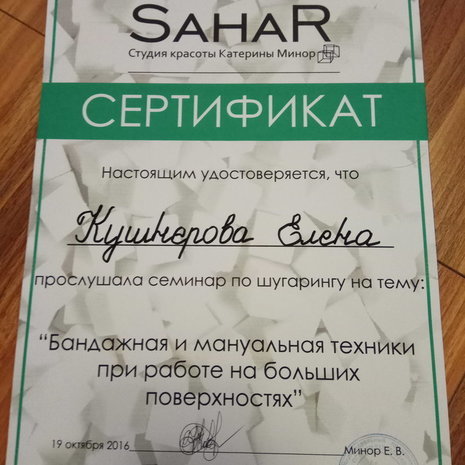 SAHAR
Студия красоты Катерины Минор
СЕРТИФИКАТ
Настоящим удостоверяется, что
Кушнерова Елена
прослушала семинар по шугарингу на тему:
“Бандажная и мануальная техники
при работе на больших
поверхностях”
19 октября 2016 Минор Е. В.